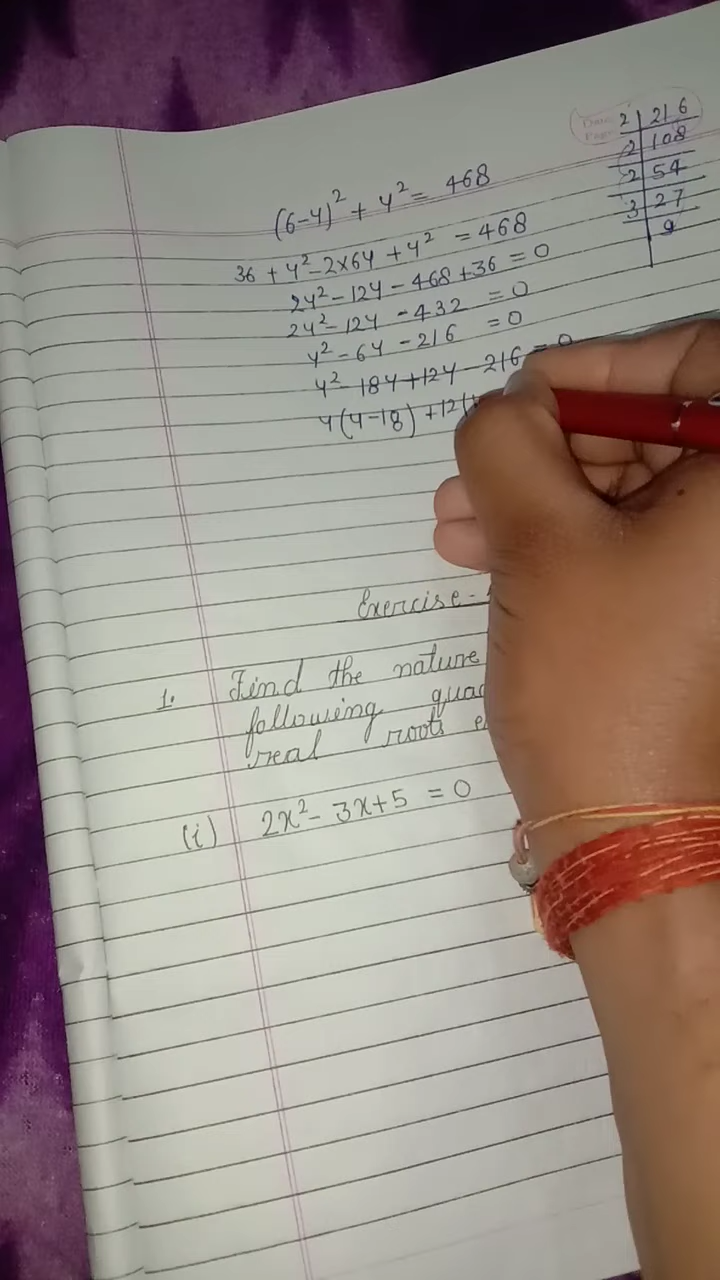 2 | 216
2 | 108
2 | 54
3 | 27
9
(6-y)² + y² = 468
36 + y² - 2×6y + y² = 468
2y² - 12y - 468 + 36 = 0
2y² - 12y - 432 = 0
y² - 6y - 216 = 0
y² - 18y + 12y - 216 = 0
y(y-18) + 12(
Exercise-
1. Find the nature
following
real roots
(i) 2x² - 3x + 5 = 0